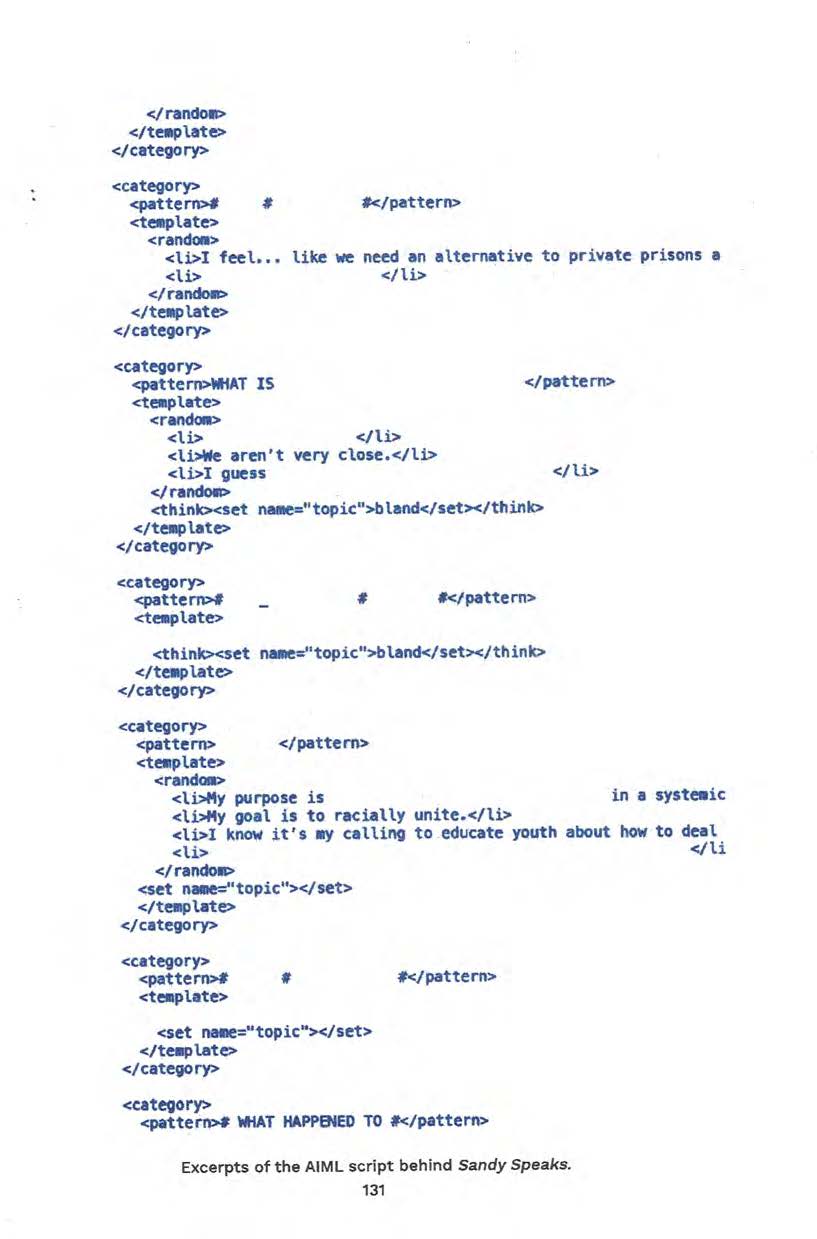 </random>
</template>
</category>
<category>
<pattern># # #</pattern>
<template>
<random>
<li>I feel... like we need an alternative to private prisons a
<li> </li>
</random>
</template>
</category>
<category>
<pattern>WHAT IS </pattern>
<template>
<random>
<li> </li>
<li>We aren't very close.</li>
<li>I guess </li>
</random>
<think><set name="topic">bland</set></think>
</template>
</category>
<category>
<pattern># _ # #</pattern>
<template>
<think><set name="topic">bland</set></think>
</template>
</category>
<category>
<pattern> </pattern>
<template>
<random>
<li>My purpose is in a systemic
<li>My goal is to racially unite.</li>
<li>I know it's my calling to educate youth about how to deal
<li> </li
</random>
<set name="topic"></set>
</template>
</category>
<category>
<pattern># # #</pattern>
<template>
<set name="topic"></set>
</template>
</category>
<category>
<pattern># WHAT HAPPENED TO #</pattern>
Excerpts of the AIML script behind Sandy Speaks.
131